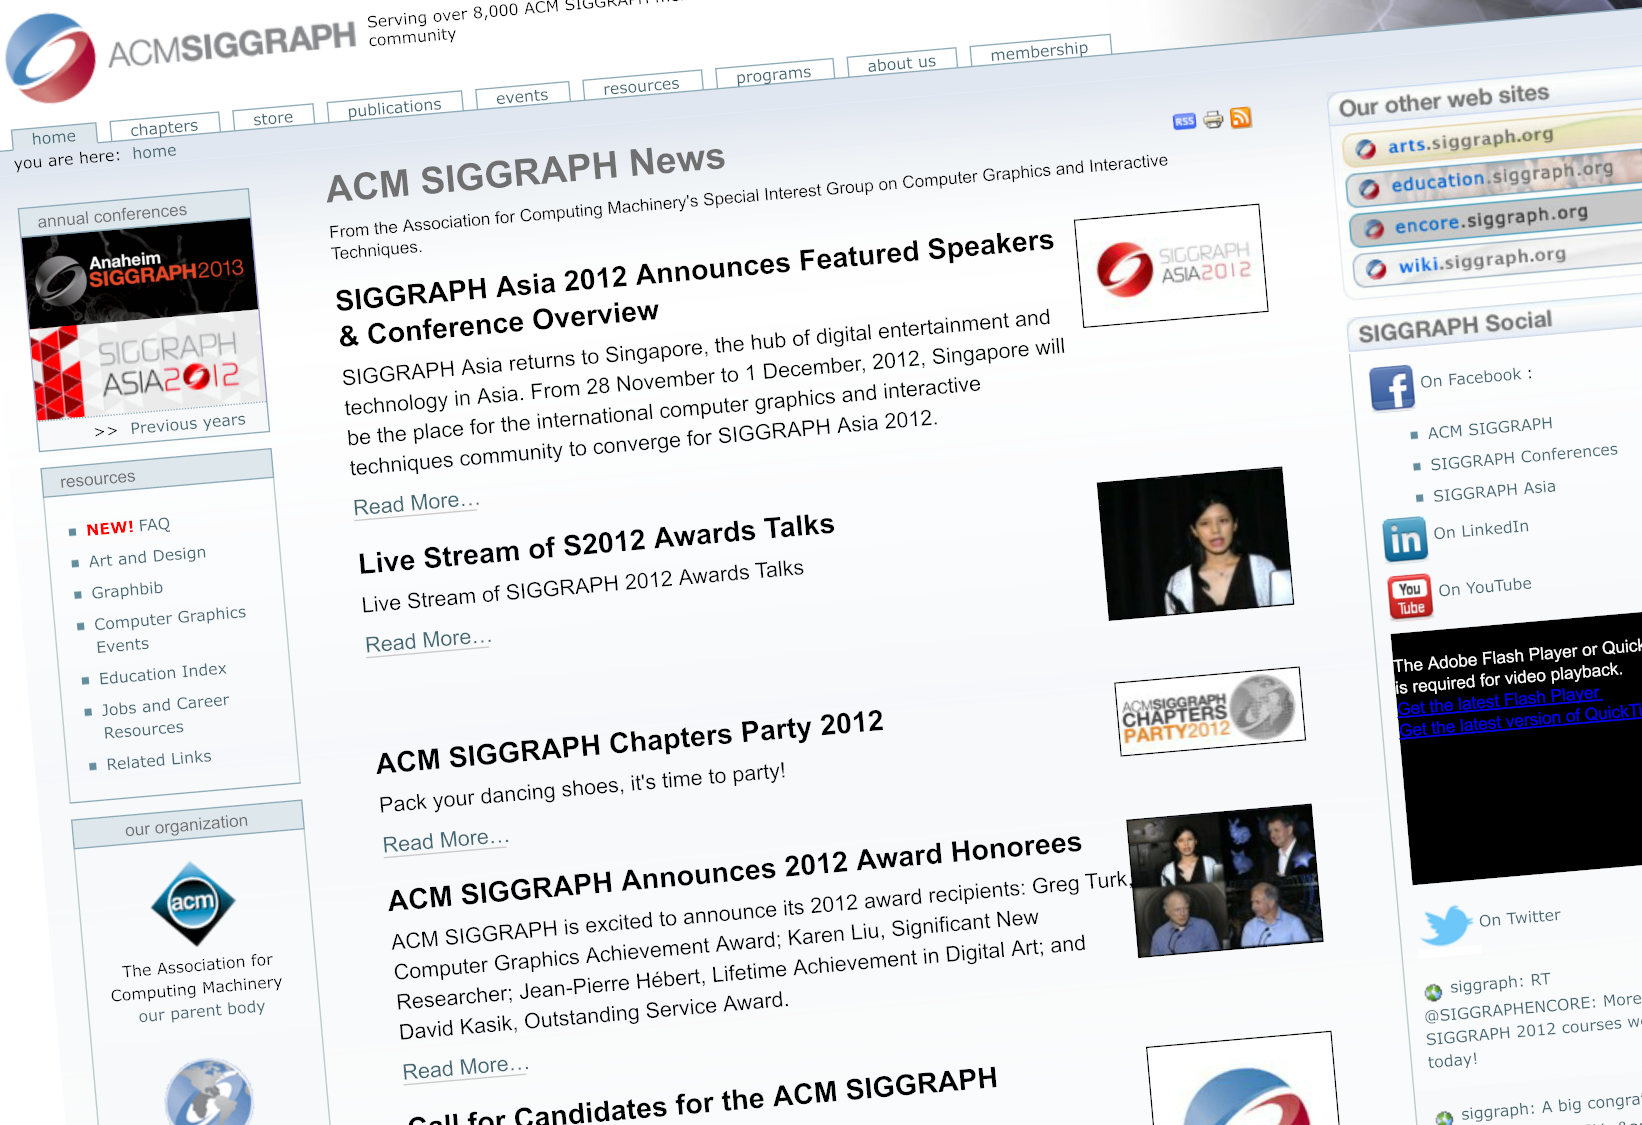 ACMSIGGRAPH
Serving over 8,000 ACM SIGGRAPH
community
home
chapters
store
publications
events
resources
programs
about us
membership
you are here: home
annual conferences
Anaheim
SIGGRAPH2013
SIGGRAPH
ASIA2012
>> Previous years
resources
NEW! FAQ
Art and Design
Graphbib
Computer Graphics
Events
Education Index
Jobs and Career
Resources
Related Links
our organization
acm
The Association for
Computing Machinery
our parent body
RSS
ACM SIGGRAPH News
From the Association for Computing Machinery's Special Interest Group on Computer Graphics and Interactive
Techniques.
SIGGRAPH Asia 2012 Announces Featured Speakers
& Conference Overview
SIGGRAPH
ASIA2012
SIGGRAPH Asia returns to Singapore, the hub of digital entertainment and
technology in Asia. From 28 November to 1 December, 2012, Singapore will
be the place for the international computer graphics and interactive
techniques community to converge for SIGGRAPH Asia 2012.
Read More...
Live Stream of S2012 Awards Talks
Live Stream of SIGGRAPH 2012 Awards Talks
Read More...
ACM SIGGRAPH Chapters Party 2012
ACMSIGGRAPH
CHAPTERS
PARTY2012
Pack your dancing shoes, it's time to party!
Read More...
ACM SIGGRAPH Announces 2012 Award Honorees
ACM SIGGRAPH is excited to announce its 2012 award recipients: Greg Turk,
Computer Graphics Achievement Award; Karen Liu, Significant New
Researcher; Jean-Pierre Hébert, Lifetime Achievement in Digital Art; and
David Kasik, Outstanding Service Award.
Read More...
Call for Candidates for the ACM SIGGRAPH
Our other web sites
arts.siggraph.org
education.siggraph.org
encore.siggraph.org
wiki.siggraph.org
SIGGRAPH Social
f On Facebook :
ACM SIGGRAPH
SIGGRAPH Conferences
SIGGRAPH Asia
in On LinkedIn
You
Tube
On YouTube
The Adobe Flash Player or
is required for video playback.
Get the latest Flash Player
Get the latest version of
On Twitter
siggraph: RT
@SIGGRAPHENCORE: More
SIGGRAPH 2012 courses
today!
siggraph: A big